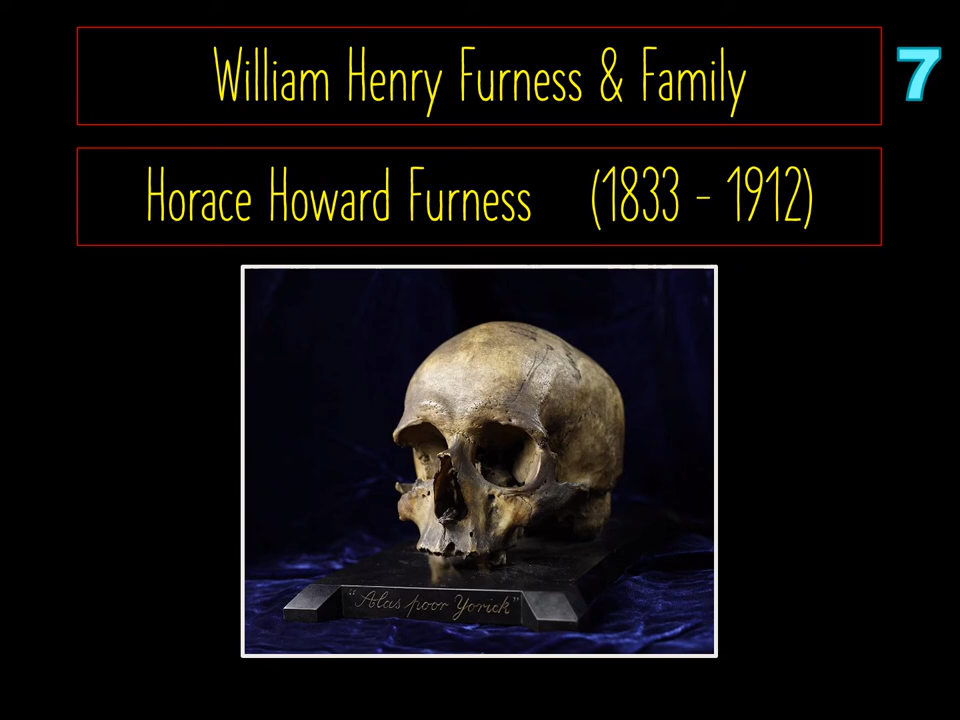 William Henry Furness & Family
7
Horace Howard Furness (1833 - 1912)
"Alas poor Yorick"